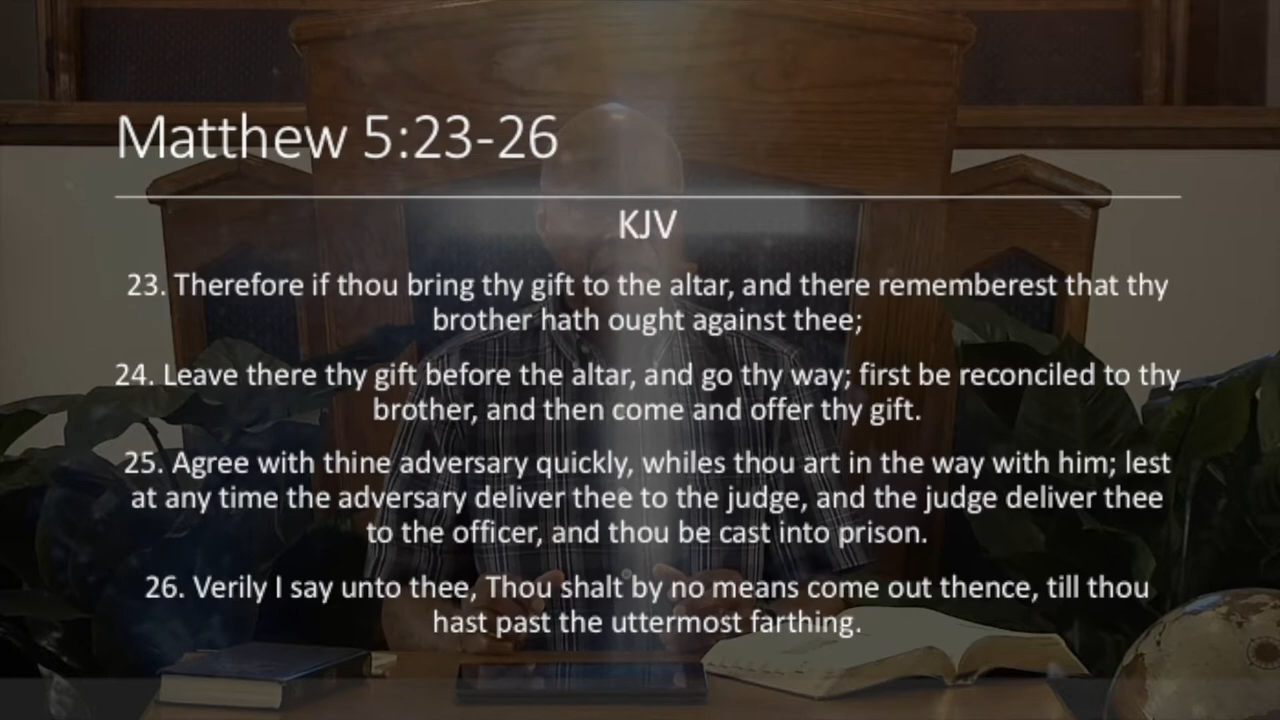 Matthew 5:23-26
KJV
23. Therefore if thou bring thy gift to the altar, and there rememberest that thy
brother hath ought against thee;
24. Leave there thy gift before the altar, and go thy way; first be reconciled to thy
brother, and then come and offer thy gift.
25. Agree with thine adversary quickly, whiles thou art in the way with him; lest
at any time the adversary deliver thee to the judge, and the judge deliver thee
to the officer, and thou be cast into prison.
26. Verily I say unto thee, Thou shalt by no means come out thence, till thou
hast past the uttermost farthing.